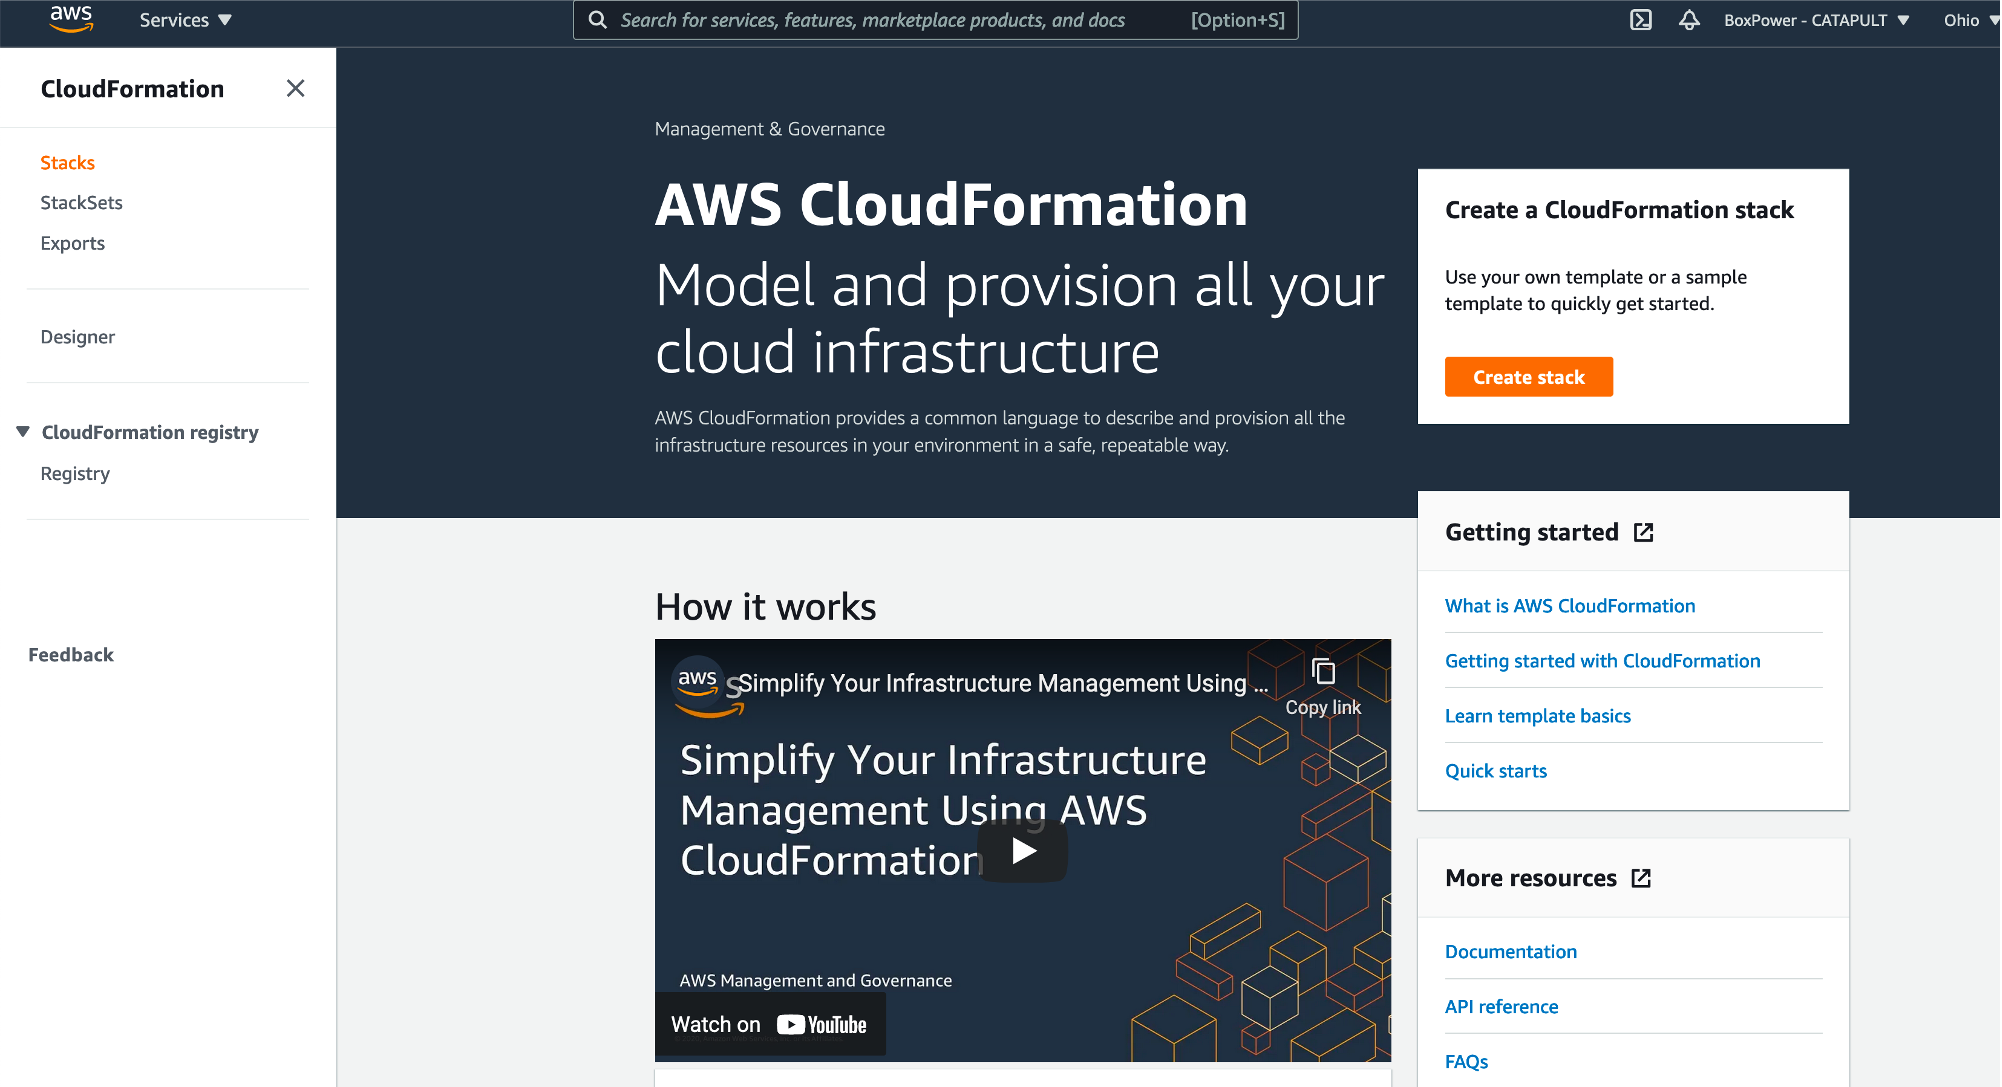 aws
Services
Search for services, features, marketplace products, and docs
[Option+S]
BoxPower - CATAPULT
Ohio
CloudFormation
Stacks
StackSets
Exports
Designer
CloudFormation registry
Registry
Feedback
Management & Governance
AWS CloudFormation
Model and provision all your
cloud infrastructure
AWS CloudFormation provides a common language to describe and provision all the
infrastructure resources in your environment in a safe, repeatable way.
Create a CloudFormation stack
Use your own template or a sample
template to quickly get started.
Create stack
How it works
aws
Simplify Your Infrastructure Management Using ...
Copy link
Simplify Your Infrastructure
Management Using AWS
CloudFormation
AWS Management and Governance
Watch on YouTube
Getting started
What is AWS CloudFormation
Getting started with CloudFormation
Learn template basics
Quick starts
More resources
Documentation
API reference
FAQs